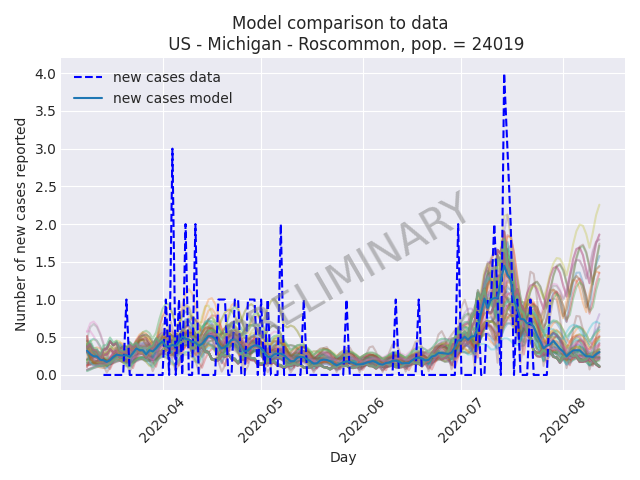 Model comparison to data
US - Michigan - Roscommon, pop. = 24019
new cases data
new cases model
Number of new cases reported
4.0
3.5
3.0
2.5
2.0
1.5
1.0
0.5
0.0
ELIMINARY
2020-04
2020-05
2020-06
2020-07
2020-08
Day